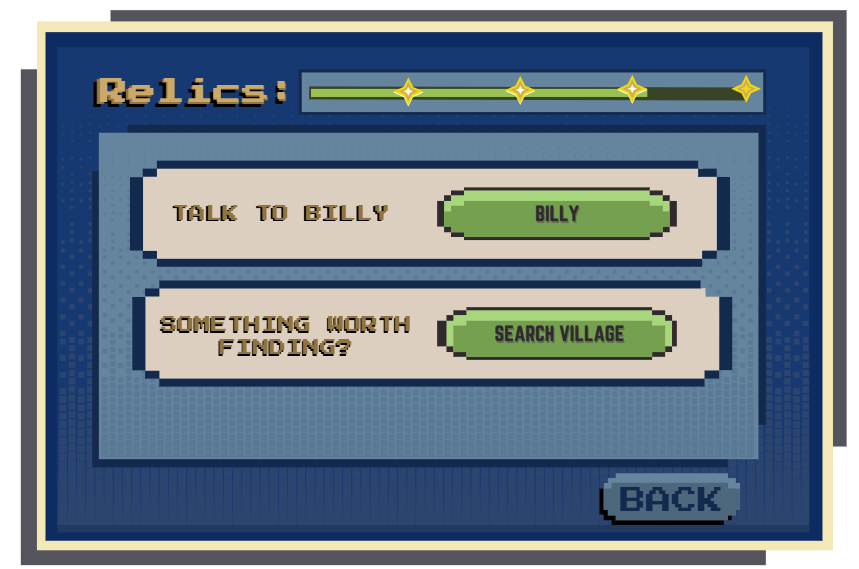 Relics:
TALK TO BILLY
BILLY
SOMETHING WORTH
FINDING?
SEARCH VILLAGE
BACK